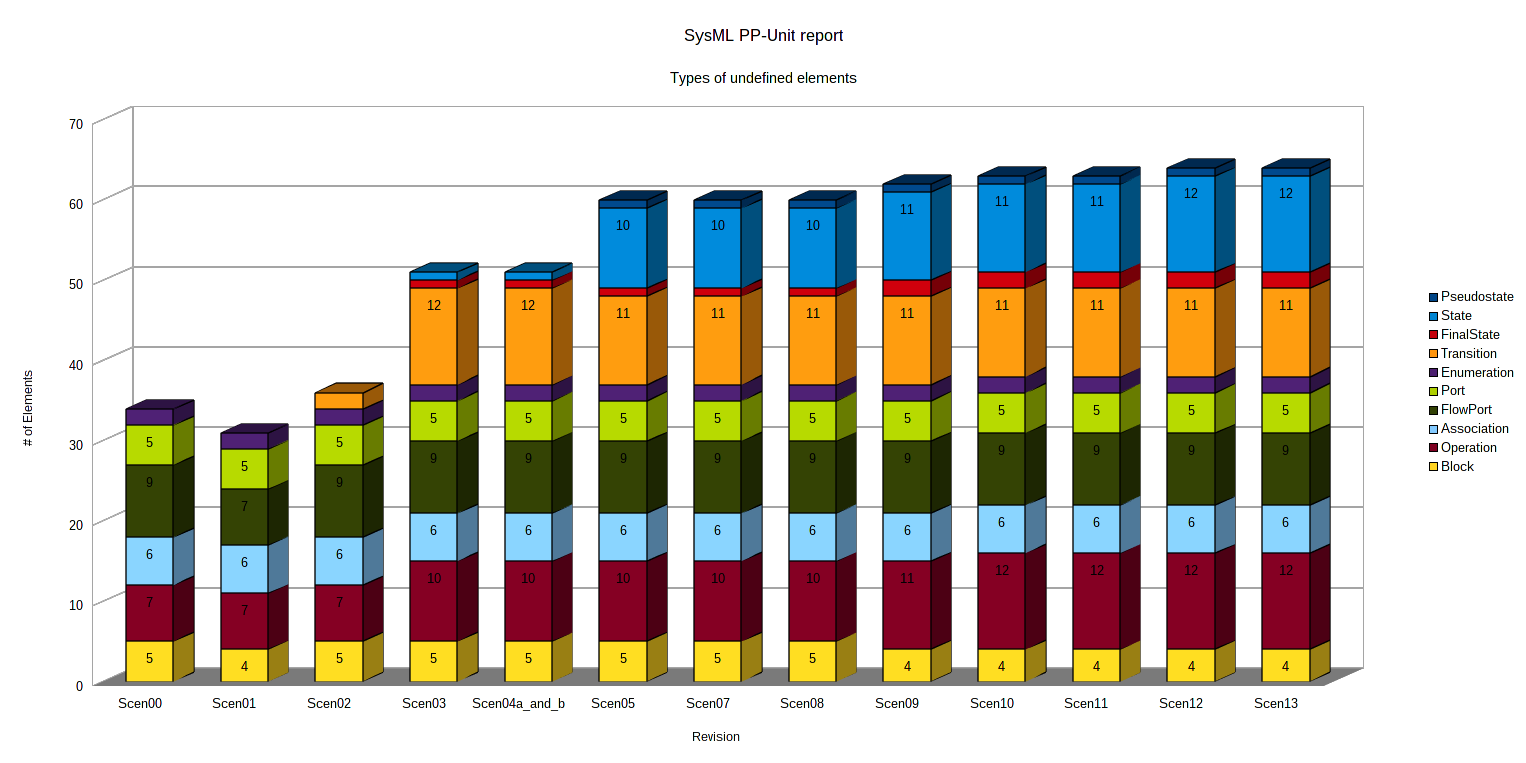 SysML PP-Unit report
Types of undefined elements
70
60
50
40
30
20
10
0
# of Elements
12 12
11 11 11
10 10 10 11
12 12 11 11 11 11 11 11 11 11 11
5 5 5 5 5 5 5 5 5 5 5 5 5
9 7 9 9 9 9 9 9 9 9 9 9 9
6 6 6 6 6 6 6 6 6 6 6 6 6
7 7 7 10 10 10 10 10 11 12 12 12 12
5 4 5 5 5 5 5 5 4 4 4 4 4
Scen00 Scen01 Scen02 Scen03 Scen04a_and_b Scen05 Scen07 Scen08 Scen09 Scen10 Scen11 Scen12 Scen13
Revision
Pseudostate
State
FinalState
Transition
Enumeration
Port
FlowPort
Association
Operation
Block